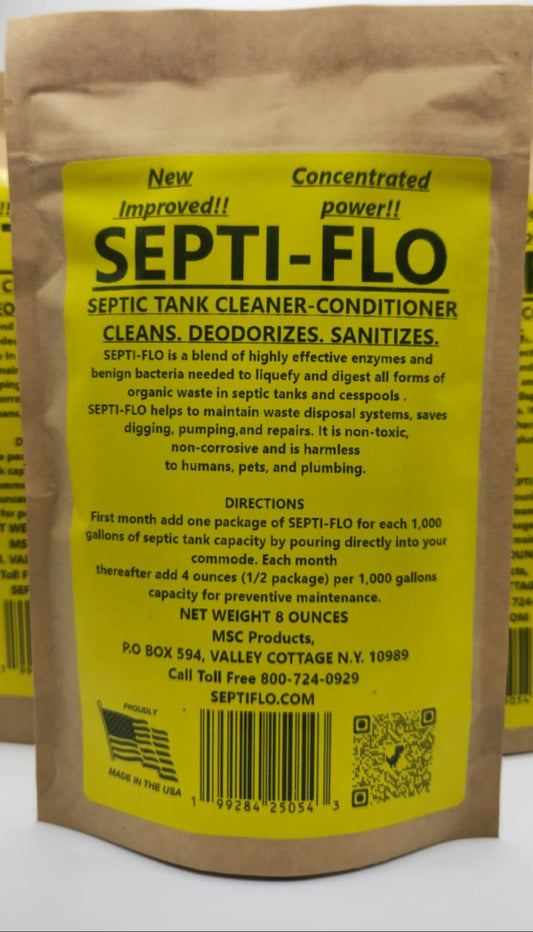 New Concentrated
Improved!! power!!
SEPTI-FLO
SEPTIC TANK CLEANER-CONDITIONER
CLEANS. DEODORIZES. SANITIZES.
SEPTI-FLO is a blend of highly effective enzymes and
benign bacteria needed to liquefy and digest all forms of
organic waste in septic tanks and cesspools .
SEPTI-FLO helps to maintain waste disposal systems, saves
digging, pumping,and repairs. It is non-toxic,
non-corrosive and is harmless
to humans, pets, and plumbing.
DIRECTIONS
First month add one package of SEPTI-FLO for each 1,000
gallons of septic tank capacity by pouring directly into your
commode. Each month
thereafter add 4 ounces (1/2 package) per 1,000 gallons
capacity for preventive maintenance.
NET WEIGHT 8 OUNCES
MSC Products,
P.O BOX 594, VALLEY COTTAGE N.Y. 10989
Call Toll Free 800-724-0929
SEPTIFLO.COM
PROUDLY
MADE IN THE USA
1 99284 25054 3